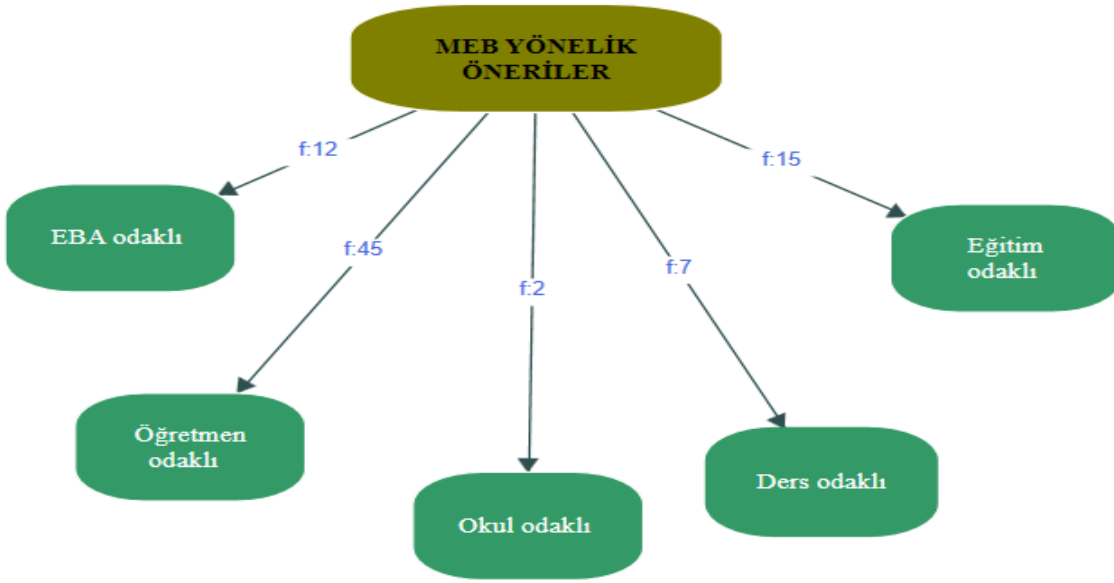 MEB YÖNELİK
ÖNERİLER
f:12
f:15
EBA odaklı
Eğitim
odaklı
f:45
f:2
f:7
Öğretmen
odaklı
Okul odaklı
Ders odaklı